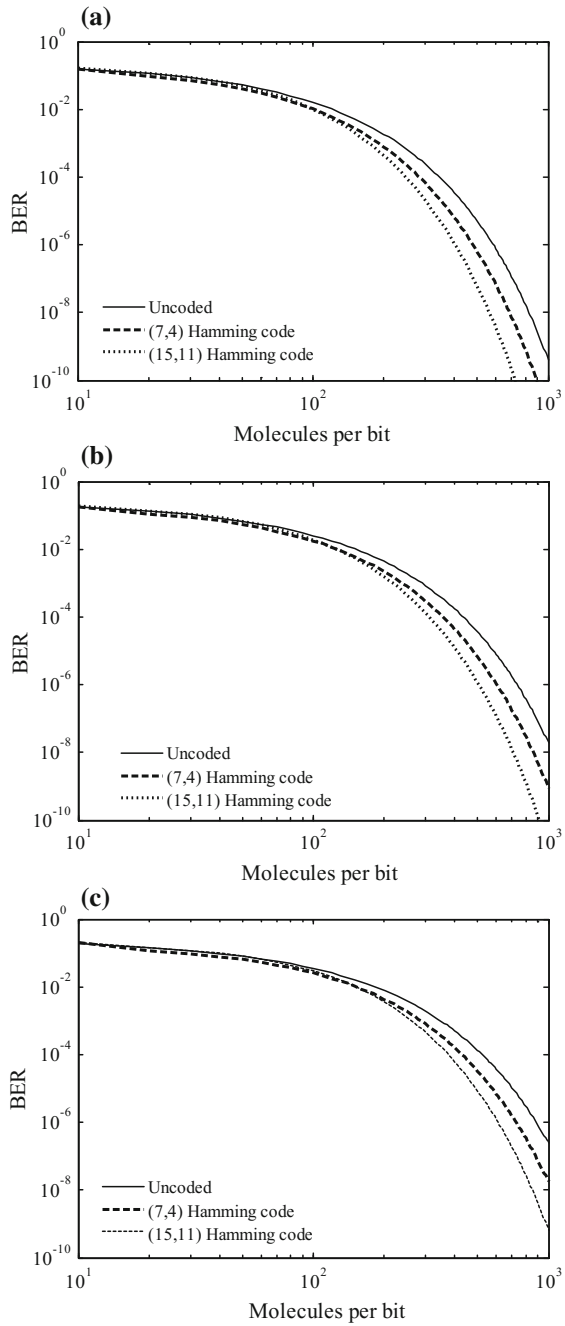 (a)
10^0
10^-2
10^-4
10^-6
10^-8
10^-10
BER
Uncoded
(7,4) Hamming code
(15,11) Hamming code
10^1 10^2 10^3
Molecules per bit
(b)
10^0
10^-2
10^-4
10^-6
10^-8
10^-10
BER
Uncoded
(7,4) Hamming code
(15,11) Hamming code
10^1 10^2 10^3
Molecules per bit
(c)
10^0
10^-2
10^-4
10^-6
10^-8
10^-10
BER
Uncoded
(7,4) Hamming code
(15,11) Hamming code
10^1 10^2 10^3
Molecules per bit